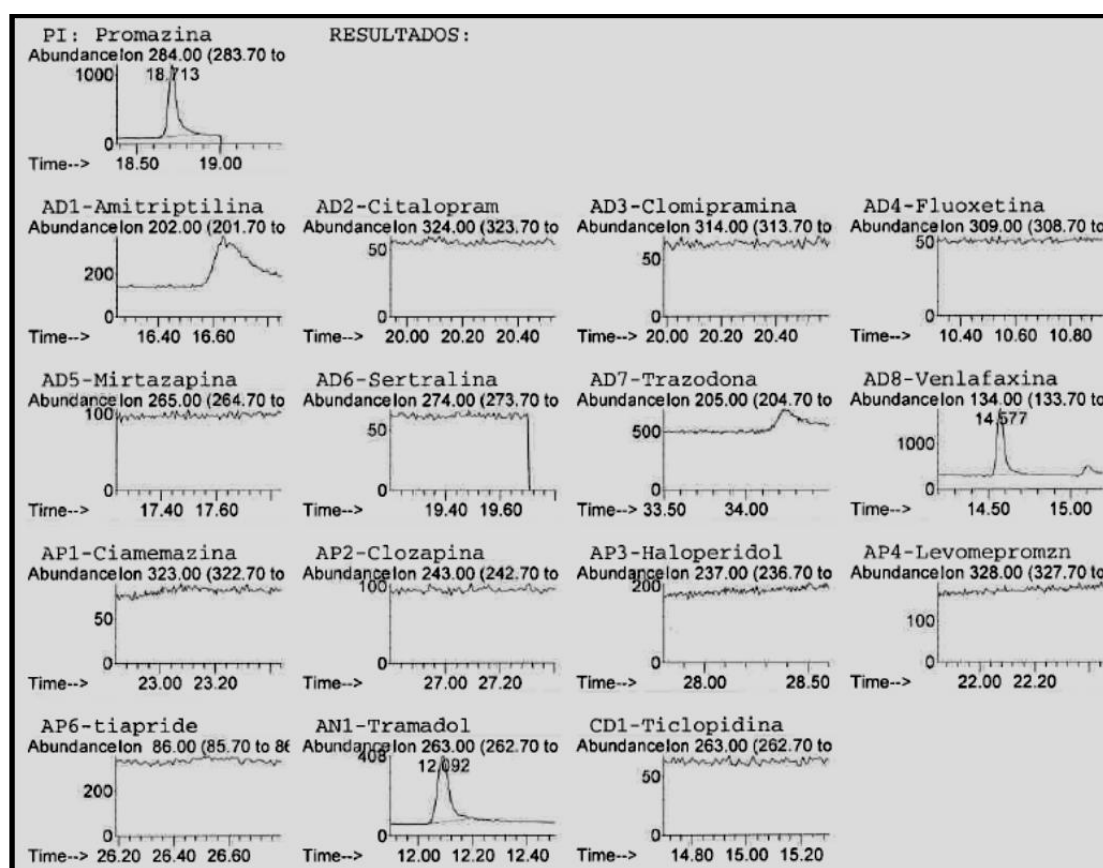 PI: Promazina RESULTADOS:
Abundance Ion 284.00 (283.70 to
1000 18.713
0
Time--> 18.50 19.00
AD1-Amitriptilina AD2-Citalopram AD3-Clomipramina AD4-Fluoxetina
Abundance Ion 202.00 (201.70 to Abundance Ion 324.00 (323.70 to Abundance Ion 314.00 (313.70 to Abundance Ion 309.00 (308.70 to
50 50
200 50
0 0 0 0
Time--> 16.40 16.60 Time--> 20.00 20.20 20.40 Time--> 20.00 20.20 20.40 Time--> 10.40 10.60 10.80
AD5-Mirtazapina AD6-Sertralina AD7-Trazodona AD8-Venlafaxina
Abundance Ion 265.00 (264.70 to Abundance Ion 274.00 (273.70 to Abundance Ion 205.00 (204.70 to Abundance Ion 134.00 (133.70 to
100 14.577
50 500 1000
0 0 0 0
Time--> 17.40 17.60 Time--> 19.40 19.60 Time--> 33.50 34.00 Time--> 14.50 15.00
AP1-Ciamemazina AP2-Clozapina AP3-Haloperidol AP4-Levomepromzn
Abundance Ion 323.00 (322.70 to Abundance Ion 243.00 (242.70 to Abundance Ion 237.00 (236.70 to Abundance Ion 328.00 (327.70 to
100 200
50 100
0 0 0 0
Time--> 23.00 23.20 Time--> 27.00 27.20 Time--> 28.00 28.50 Time--> 22.00 22.20
AP6-tiapride AN1-Tramadol CD1-Ticlopidina
Abundance Ion 86.00 (85.70 to 86 Abundance Ion 263.00 (262.70 to Abundance Ion 263.00 (262.70 to
408 12.092
200 50
0 0 0
Time--> 26.20 26.40 26.60 Time--> 12.00 12.20 12.40 Time--> 14.80 15.00 15.20